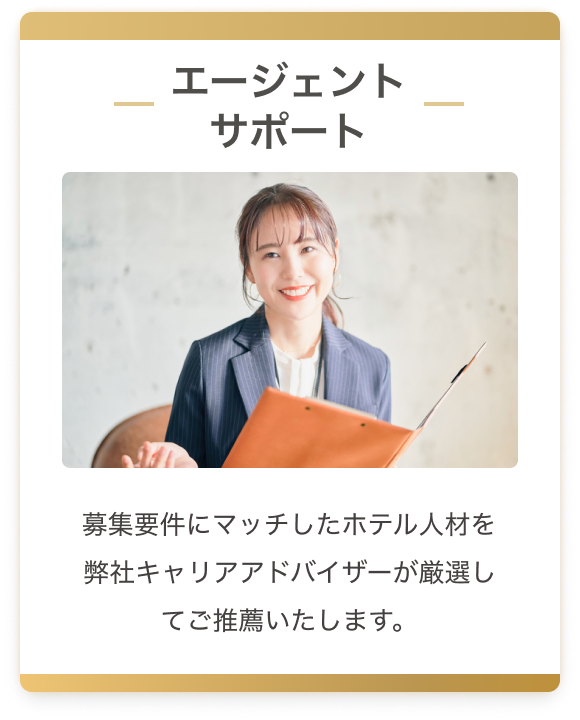 エージェント
サポート
募集要件にマッチしたホテル人材を
弊社キャリアアドバイザーが厳選し
てご推薦いたします。